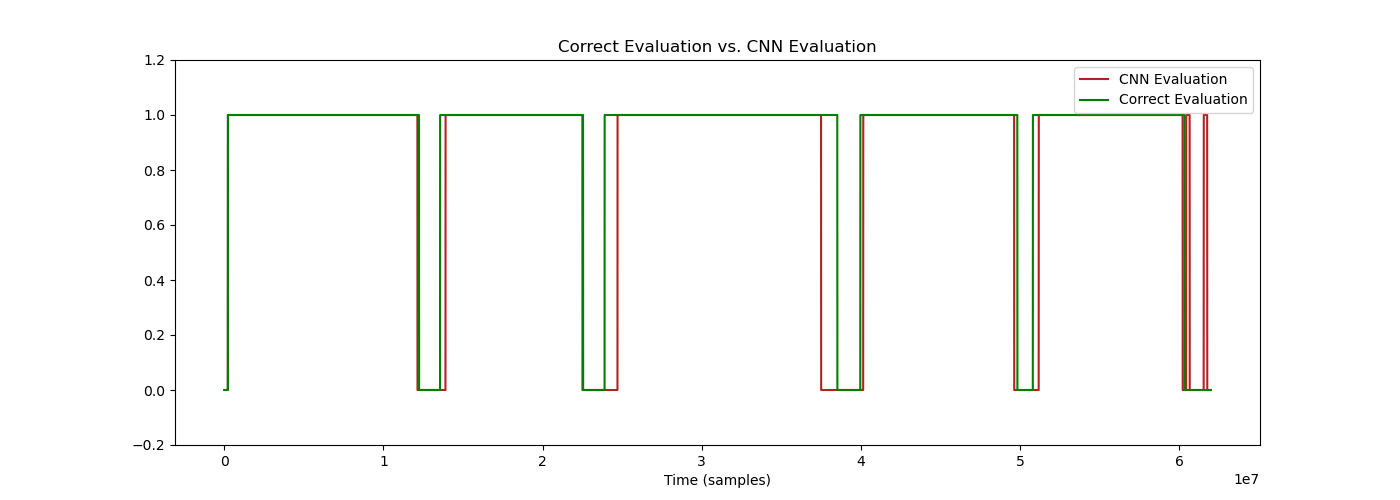 Correct Evaluation vs. CNN Evaluation
1.2
1.0
0.8
0.6
0.4
0.2
0.0
−0.2
CNN Evaluation
Correct Evaluation
0 1 2 3 4 5 6
1e7
Time (samples)